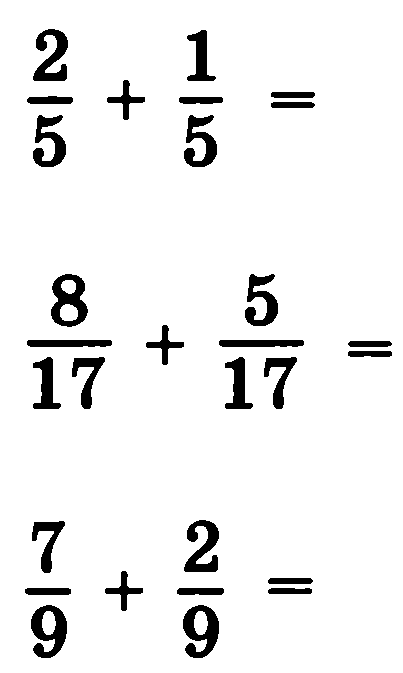 2/5 + 1/5 =
8/17 + 5/17 =
7/9 + 2/9 =